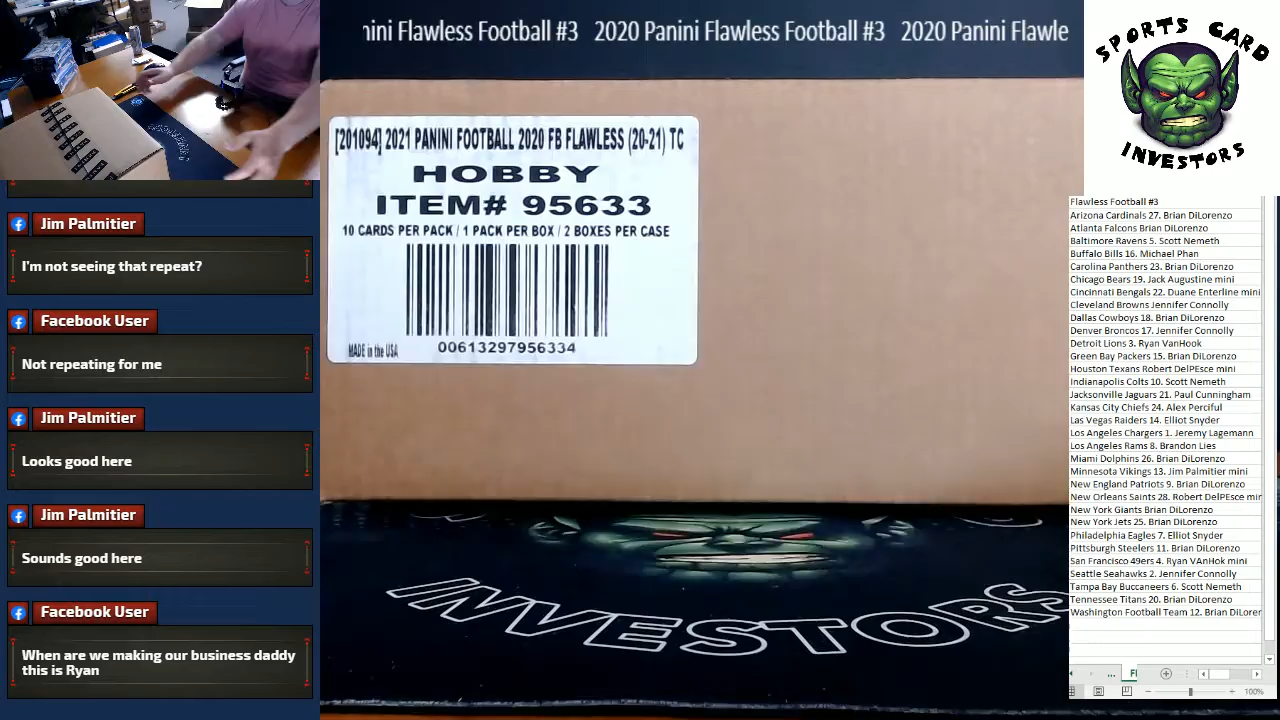 nini Flawless Football #3 2020 Panini Flawless Football #3 2020 Panini Flawle
SPORTS CARD
INVESTORS
[201094] 2021 PANINI FOOTBALL 2020 FB FLAWLESS (20-21) TC
HOBBY
ITEM# 95633
10 CARDS PER PACK / 1 PACK PER BOX / 2 BOXES PER CASE
MADE in the USA
00613297956334
INVESTORS
Jim Palmitier
I'm not seeing that repeat?
Facebook User
Not repeating for me
Jim Palmitier
Looks good here
Jim Palmitier
Sounds good here
Facebook User
When are we making our business daddy
this is Ryan
Flawless Football #3
Arizona Cardinals 27. Brian DiLorenzo
Atlanta Falcons Brian DiLorenzo
Baltimore Ravens 5. Scott Nemeth
Buffalo Bills 16. Michael Phan
Carolina Panthers 23. Brian DiLorenzo
Chicago Bears 19. Jack Augustine mini
Cincinnati Bengals 22. Duane Enterline mini
Cleveland Browns Jennifer Connolly
Dallas Cowboys 18. Brian DiLorenzo
Denver Broncos 17. Jennifer Connolly
Detroit Lions 3. Ryan VanHook
Green Bay Packers 15. Brian DiLorenzo
Houston Texans Robert DelPEsce mini
Indianapolis Colts 10. Scott Nemeth
Jacksonville Jaguars 21. Paul Cunningham
Kansas City Chiefs 24. Alex Perciful
Las Vegas Raiders 14. Elliot Snyder
Los Angeles Chargers 1. Jeremy Lagemann
Los Angeles Rams 8. Brandon Lies
Miami Dolphins 26. Brian DiLorenzo
Minnesota Vikings 13. Jim Palmitier mini
New England Patriots 9. Brian DiLorenzo
New Orleans Saints 28. Robert DelPEsce mir
New York Giants Brian DiLorenzo
New York Jets 25. Brian DiLorenzo
Philadelphia Eagles 7. Elliot Snyder
Pittsburgh Steelers 11. Brian DiLorenzo
San Francisco 49ers 4. Ryan VAnHok mini
Seattle Seahawks 2. Jennifer Connolly
Tampa Bay Buccaneers 6. Scott Nemeth
Tennessee Titans 20. Brian DiLorenzo
Washington Football Team 12. Brian DiLorer
... Fl
100%